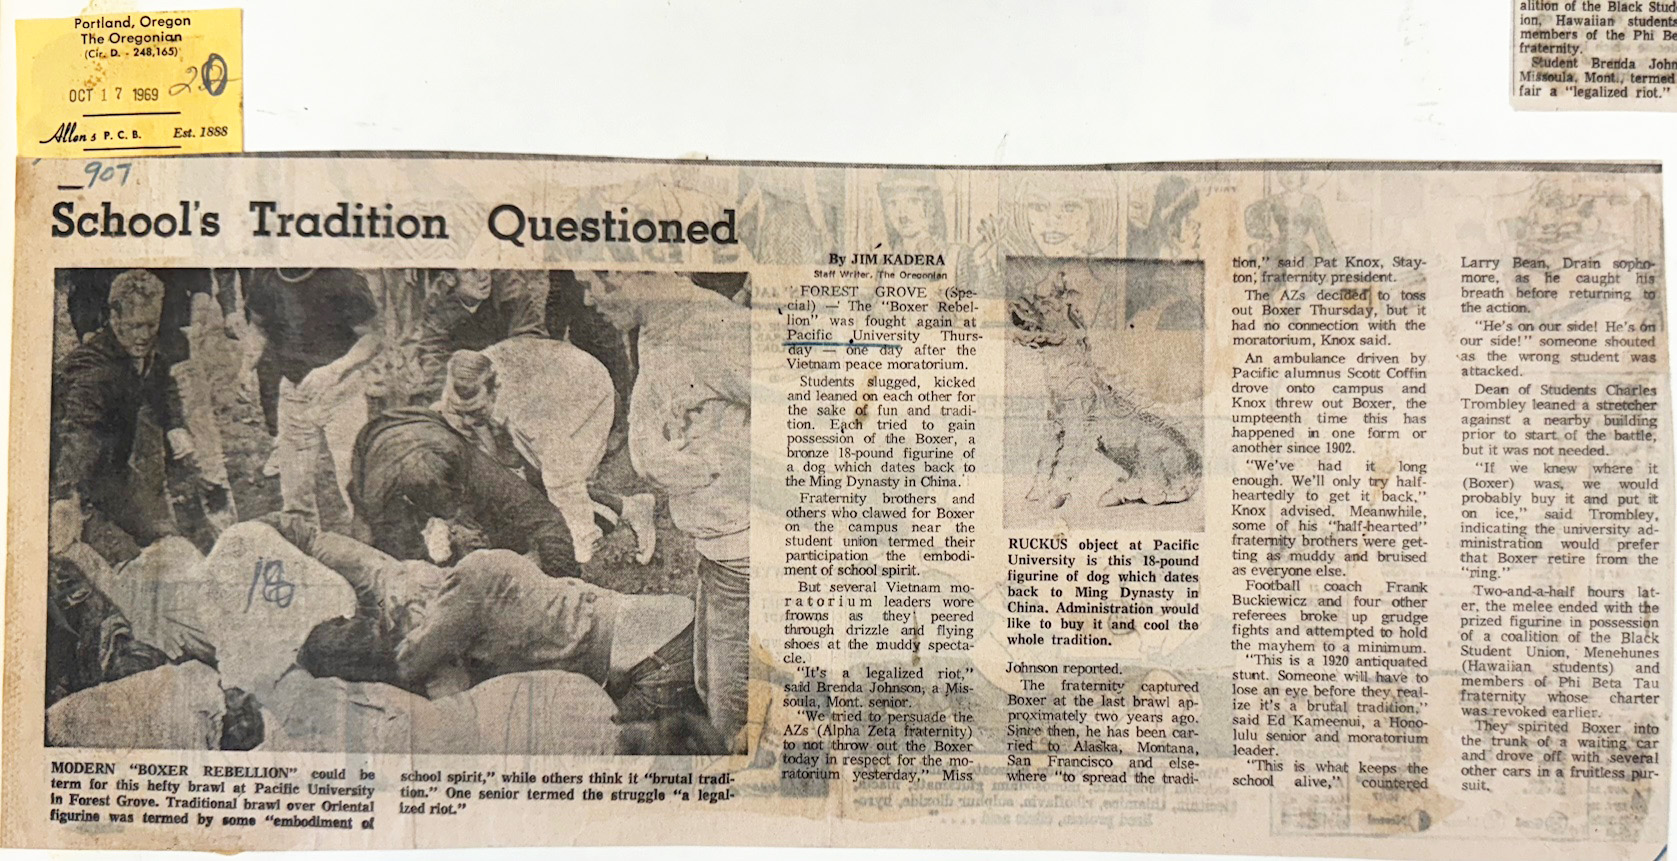 Portland, Oregon
The Oregonian
(Cir. D. - 248,165)
20
OCT 17 1969
Allen's P. C. B. Est. 1888
alition of the Black Stud
ion, Hawaiian students
members of the Phi Be
fraternity.
Student Brenda John
Missoula, Mont., termed
fair a "legalized riot."
907
School's Tradition Questioned
18
MODERN "BOXER REBELLION" could be
term for this hefty brawl at Pacific University
in Forest Grove. Traditional brawl over Oriental
figurine was termed by some "embodiment of
school spirit," while others think it "brutal tradi-
tion." One senior termed the struggle "a legal-
ized riot."
By JIM KADERA
Staff Writer, The Oregonian
FOREST GROVE (Spe-
cial) — The "Boxer Rebel-
lion" was fought again at
Pacific University Thurs-
day — one day after the
Vietnam peace moratorium.
Students slugged, kicked
and leaned on each other for
the sake of fun and tradi-
tion. Each tried to gain
possession of the Boxer, a
bronze 18-pound figurine of
a dog which dates back to
the Ming Dynasty in China.
Fraternity brothers and
others who clawed for Boxer
on the campus near the
student union termed their
participation the embodi-
ment of school spirit.
But several Vietnam mo-
ratorium leaders wore
frowns as they peered
through drizzle and flying
shoes at the muddy specta-
cle.
"It's a legalized riot,"
said Brenda Johnson, a Mis-
soula, Mont. senior.
"We tried to persuade the
AZs (Alpha Zeta fraternity)
to not throw out the Boxer
today in respect for the mo-
ratorium yesterday," Miss
RUCKUS object at Pacific
University is this 18-pound
figurine of dog which dates
back to Ming Dynasty in
China. Administration would
like to buy it and cool the
whole tradition.
Johnson reported.
The fraternity captured
Boxer at the last brawl ap-
proximately two years ago.
Since then, he has been car-
ried to Alaska, Montana,
San Francisco and else-
where "to spread the tradi-
tion," said Pat Knox, Stay-
ton, fraternity president.
The AZs decided to toss
out Boxer Thursday, but it
had no connection with the
moratorium, Knox said.
An ambulance driven by
Pacific alumnus Scott Coffin
drove onto campus and
Knox threw out Boxer, the
umpteenth time this has
happened in one form or
another since 1902.
"We've had it long
enough. We'll only try half-
heartedly to get it back,"
Knox advised. Meanwhile,
some of his "half-hearted"
fraternity brothers were get-
ting as muddy and bruised
as everyone else.
Football coach Frank
Buckiewicz and four other
referees broke up grudge
fights and attempted to hold
the mayhem to a minimum.
"This is a 1920 antiquated
stunt. Someone will have to
lose an eye before they real-
ize it's a brutal tradition,"
said Ed Kameenui, a Hono-
lulu senior and moratorium
leader.
"This is what keeps the
school alive," countered
Larry Bean, Drain sopho-
more, as he caught his
breath before returning to
the action.
"He's on our side! He's on
our side!" someone shouted
as the wrong student was
attacked.
Dean of Students Charles
Trombley leaned a stretcher
against a nearby building
prior to start of the battle,
but it was not needed.
"If we knew where it
(Boxer) was, we would
probably buy it and put it
on ice," said Trombley,
indicating the university ad-
ministration would prefer
that Boxer retire from the
"ring."
Two-and-a-half hours lat-
er, the melee ended with the
prized figurine in possession
of a coalition of the Black
Student Union, Menehunes
(Hawaiian students) and
members of Phi Beta Tau
fraternity whose charter
was revoked earlier.
They spirited Boxer into
the trunk of a waiting car
and drove off with several
other cars in a fruitless pur-
suit.